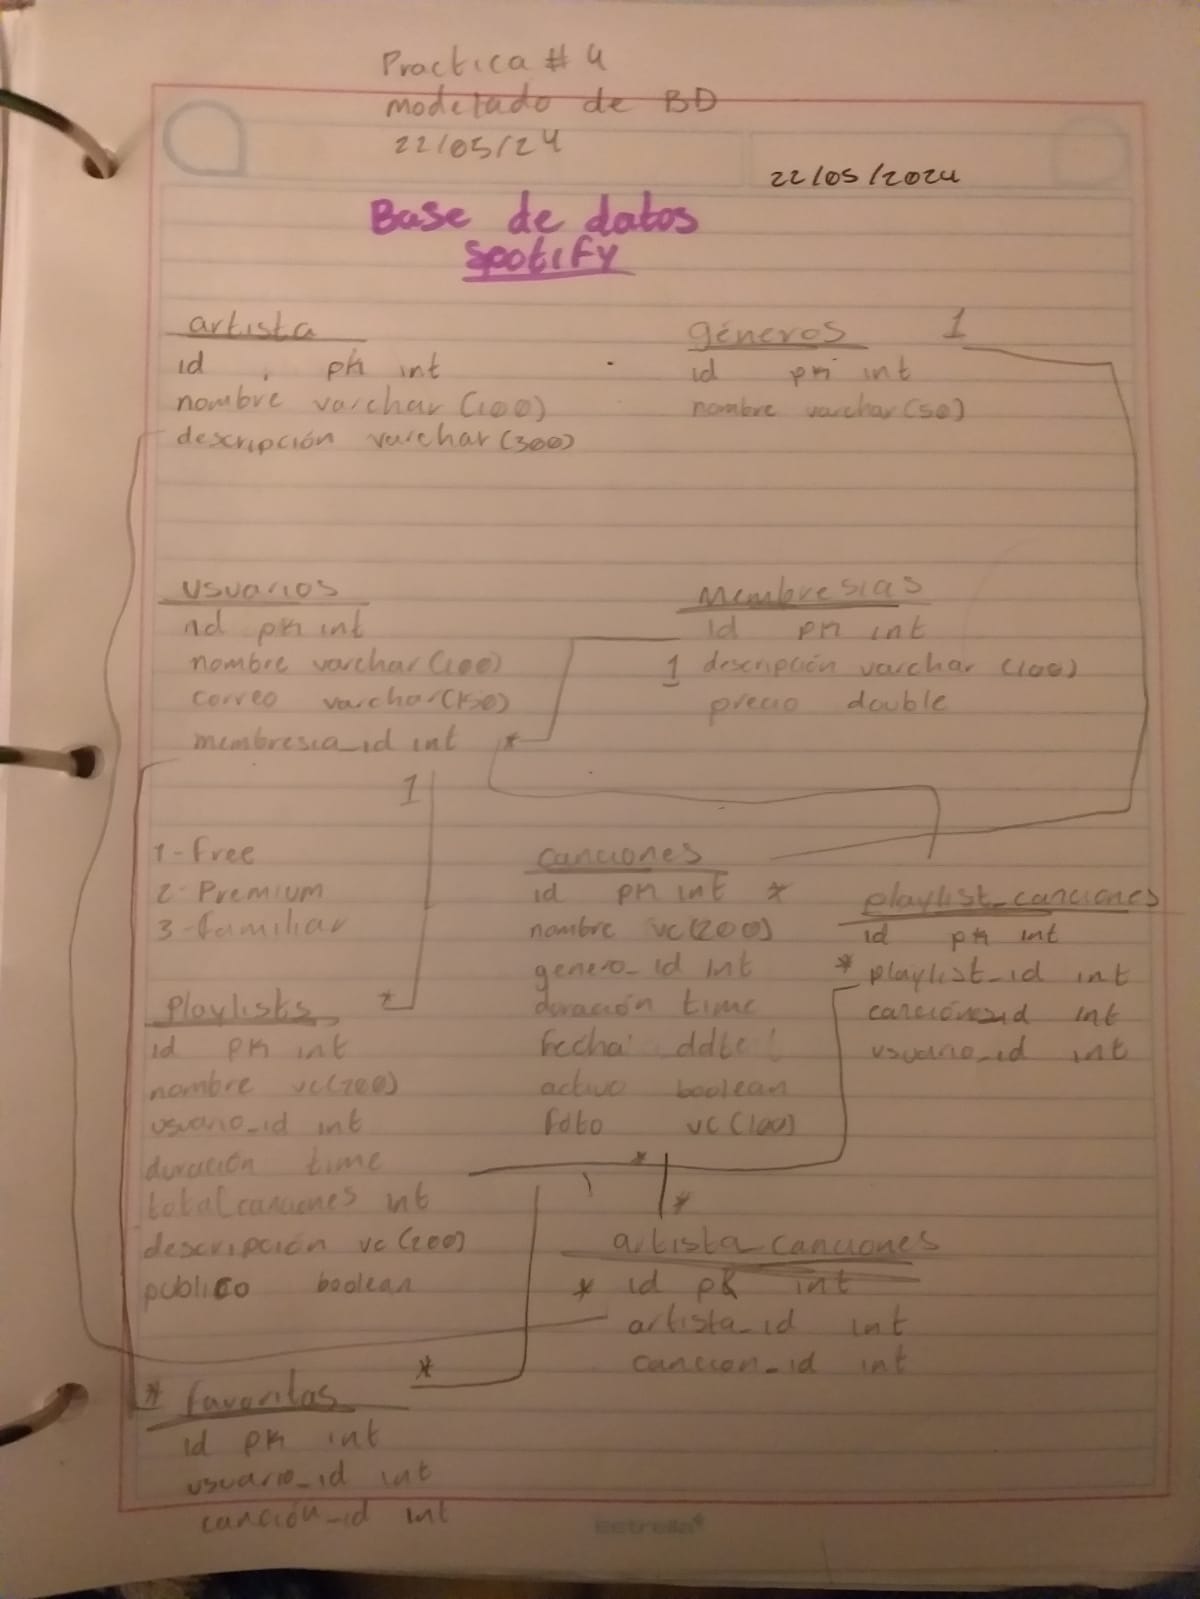 Practica # 4
modelado de BD
22/05/24
22/05/2024
Base de datos
Spotify
artista
id pk int
nombre varchar (100)
descripción varchar (300)
géneros 1
id pk int
nombre varchar (50)
usuarios
id pk int
nombre varchar (100)
correo varchar (150)
membresia_id int *
1
membresias
id pk int
1 descripción varchar (100)
precio double
1-Free
2-Premium
3-familiar
canciones
id pk int *
nombre vc(200)
genero_id int
duración time
fecha date
activo boolean
foto vc (100)
*
playlist_canciones
id pk int
* playlist_id int
canción_id int
usuario_id int
Playlists *
id pk int
nombre vc(200)
usuario_id int
duración time
total canciones int
descripción vc (200)
publico boolean
*
artista_canciones
* id pk int
artista_id int
cancion_id int
*
* favoritas
id pk int
usuario_id int
canción_id int
Estrella